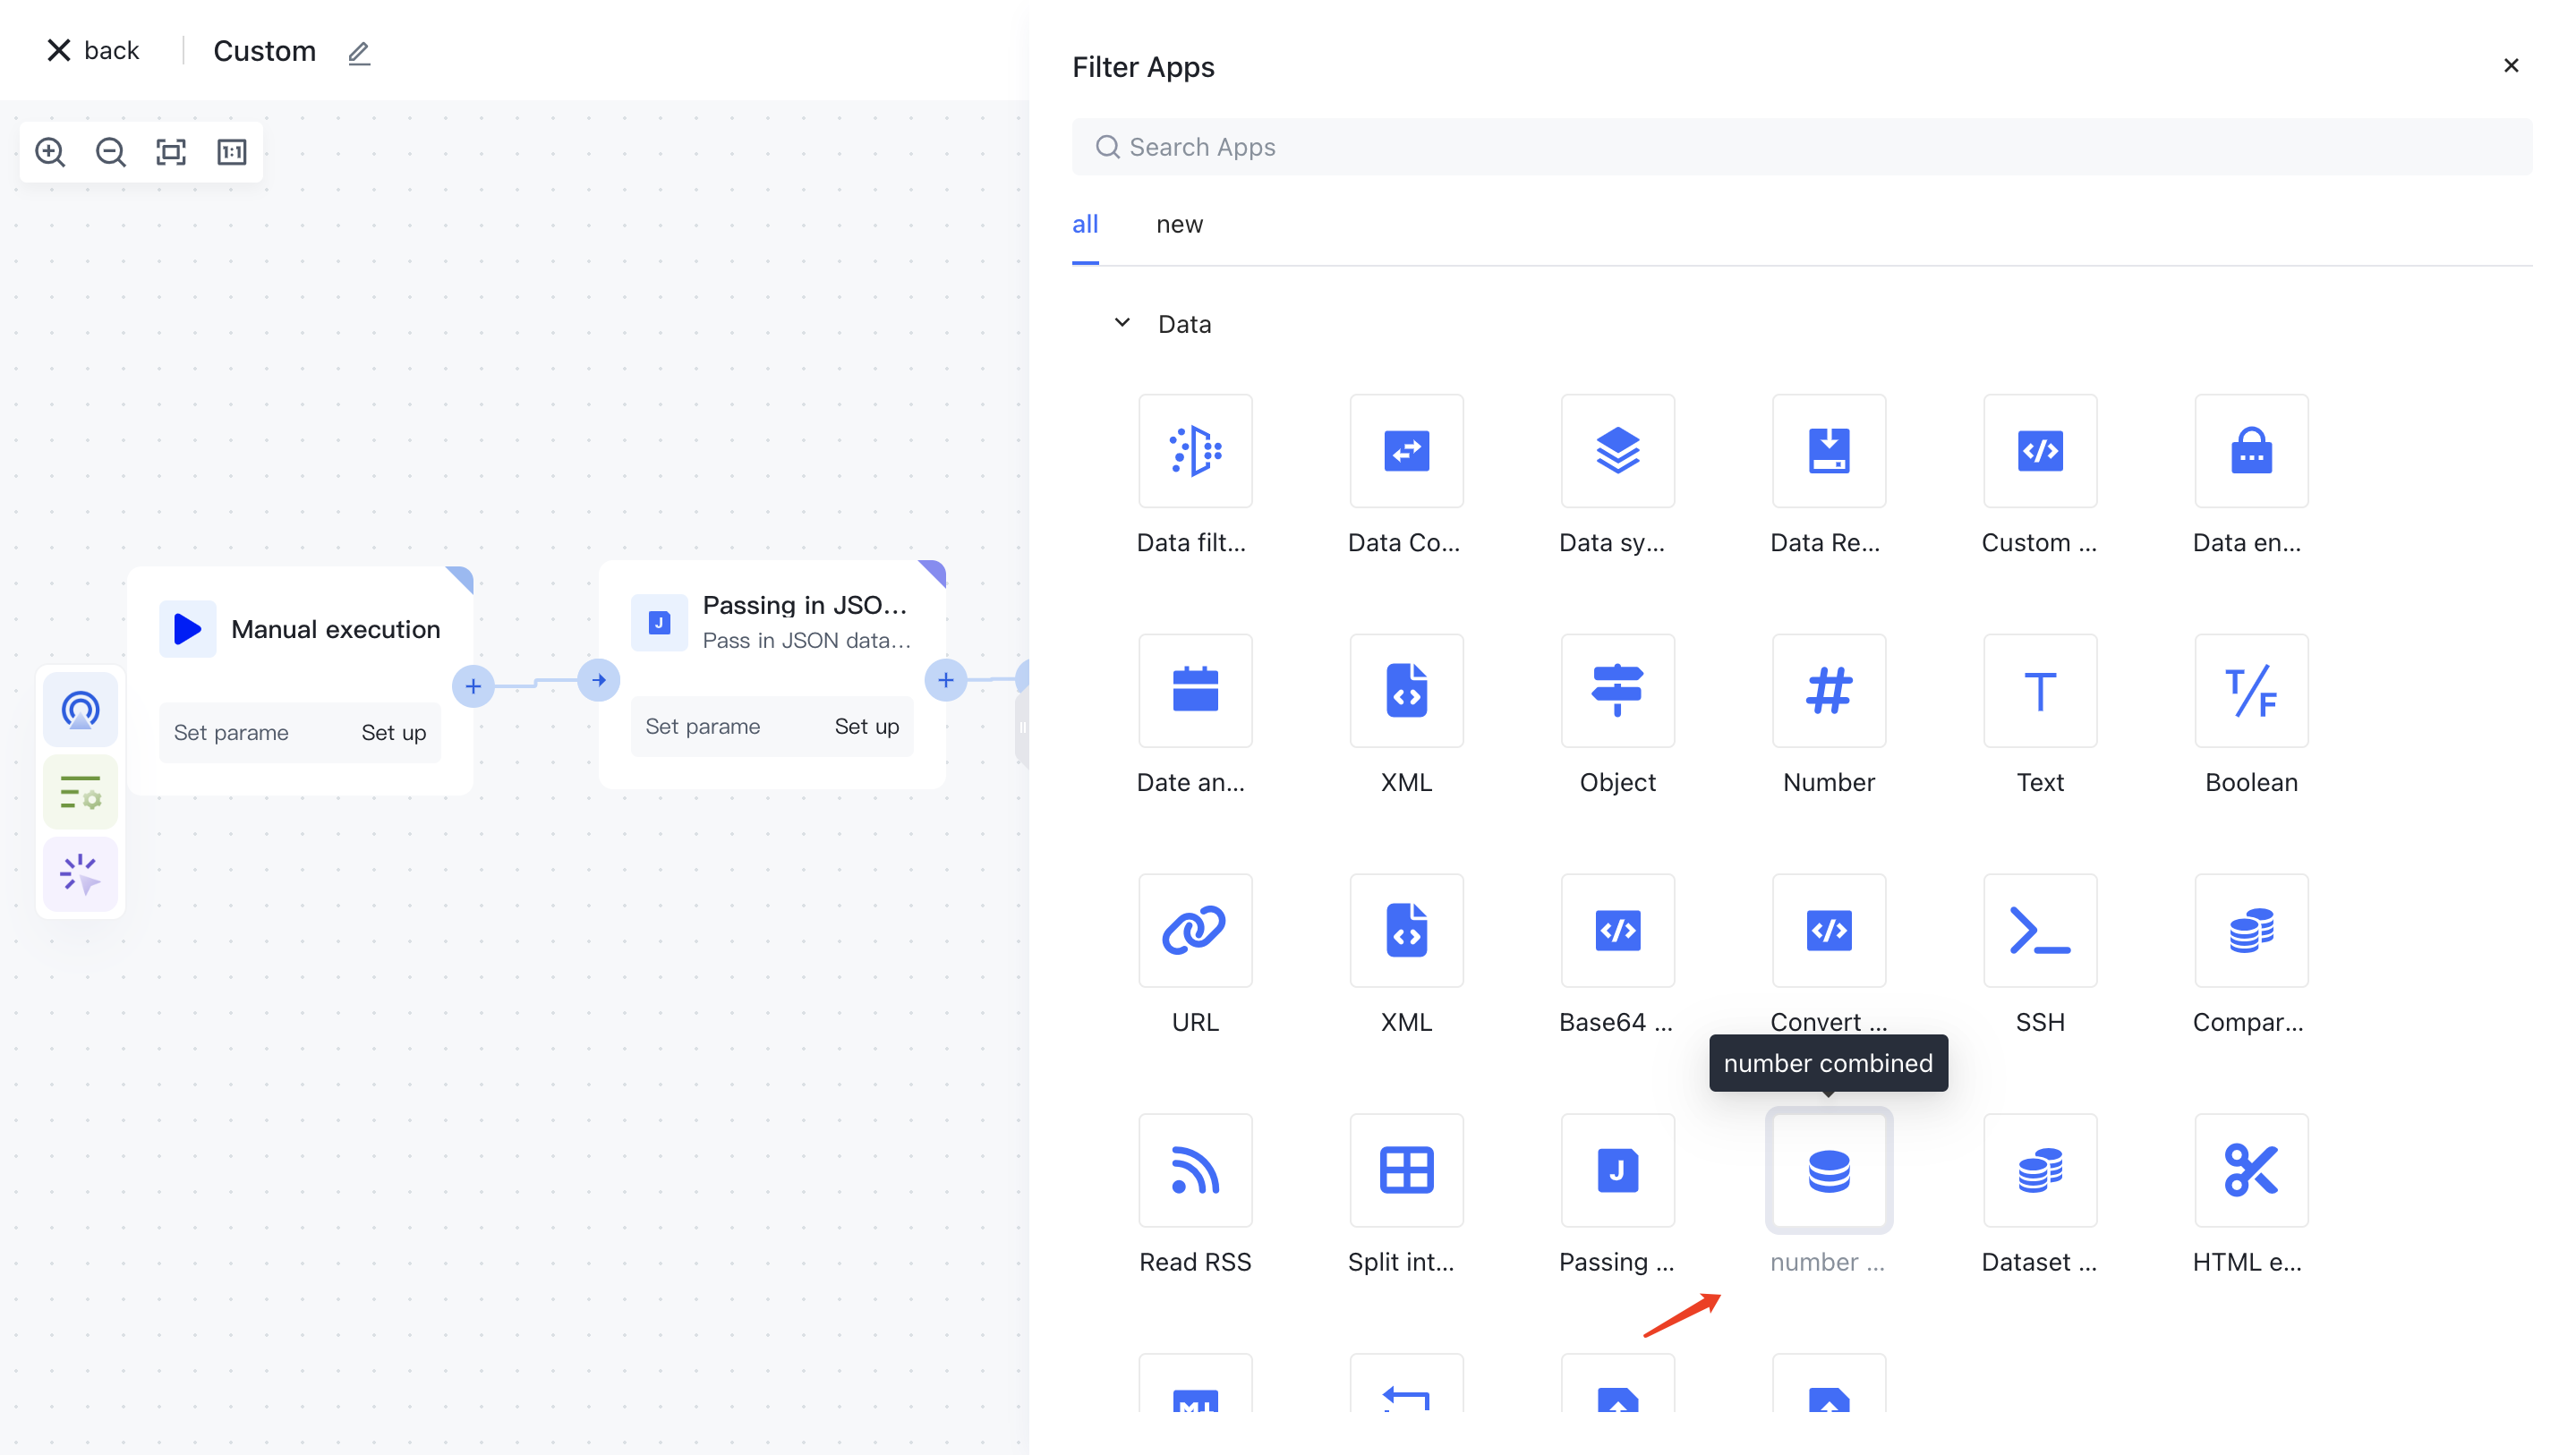 back
Custom
1:1
Manual execution
Set parame
Set up
J
Passing in JSO...
Pass in JSON data...
Set parame
Set up
Filter Apps
Search Apps
all
new
Data
Data filt...
Data Co...
Data sy...
Data Re...
Custom ...
Data en...
T
T/F
Date an...
XML
Object
Number
Text
Boolean
URL
XML
Base64 ...
Convert ...
SSH
Compar...
number combined
J
Read RSS
Split int...
Passing ...
number ...
Dataset ...
HTML e...